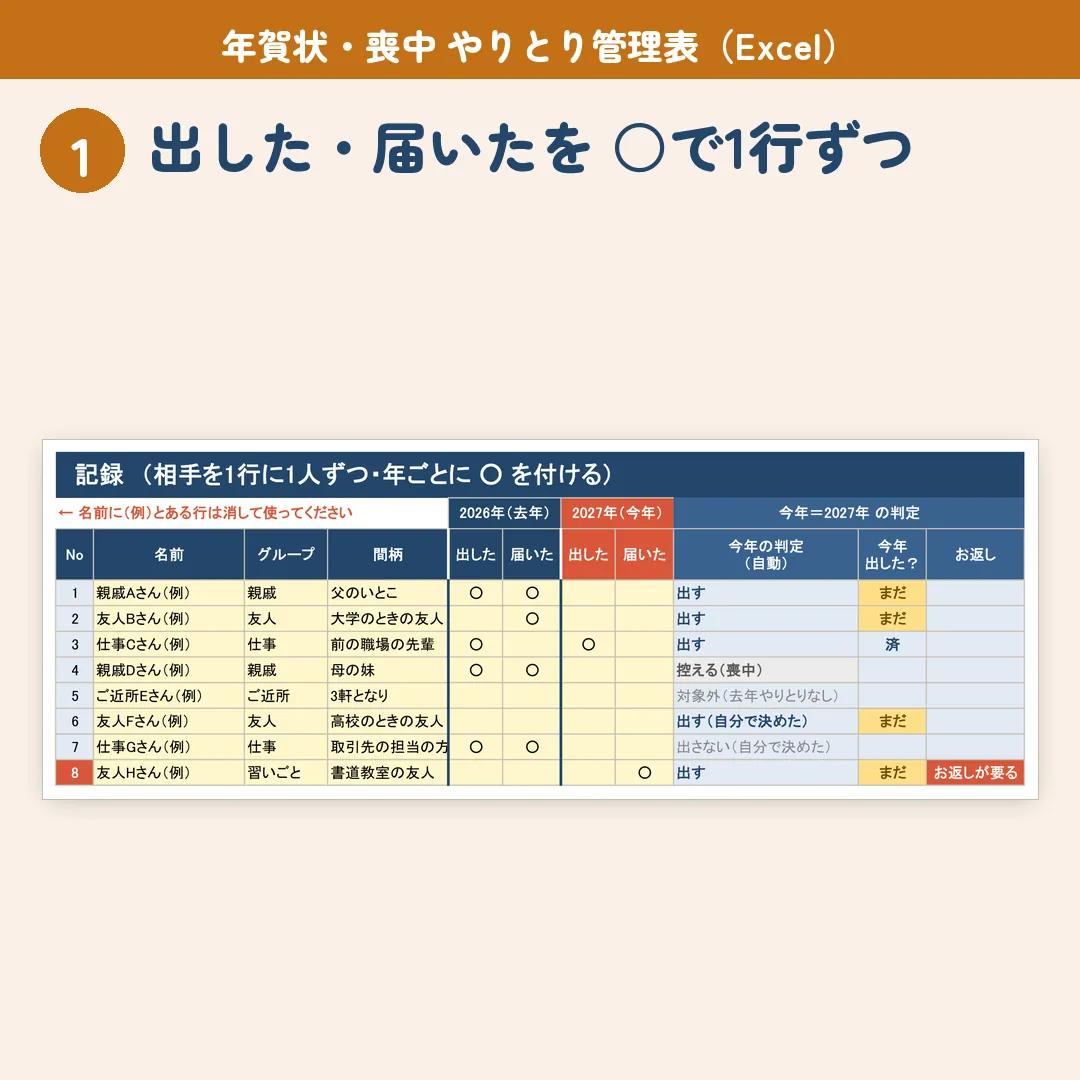 年賀状・喪中 やりとり管理表（Excel）
1 出した・届いたを ○で1行ずつ
記録 （相手を1行に1人ずつ・年ごとに ○ を付ける）
← 名前に（例）とある行は消して使ってください 2026年（去年） 2027年（今年） 今年＝2027年 の判定
No 名前 グループ 間柄 出した 届いた 出した 届いた 今年の判定（自動） 今年出した？ お返し
1 親戚Aさん（例） 親戚 父のいとこ ○ ○ 出す まだ
2 友人Bさん（例） 友人 大学のときの友人 ○ 出す まだ
3 仕事Cさん（例） 仕事 前の職場の先輩 ○ ○ 出す 済
4 親戚Dさん（例） 親戚 母の妹 ○ ○ 控える（喪中）
5 ご近所Eさん（例） ご近所 3軒となり 対象外（去年やりとりなし）
6 友人Fさん（例） 友人 高校のときの友人 出す（自分で決めた） まだ
7 仕事Gさん（例） 仕事 取引先の担当の方 ○ ○ 出さない（自分で決めた）
8 友人Hさん（例） 習いごと 書道教室の友人 ○ 出す まだ お返しが要る